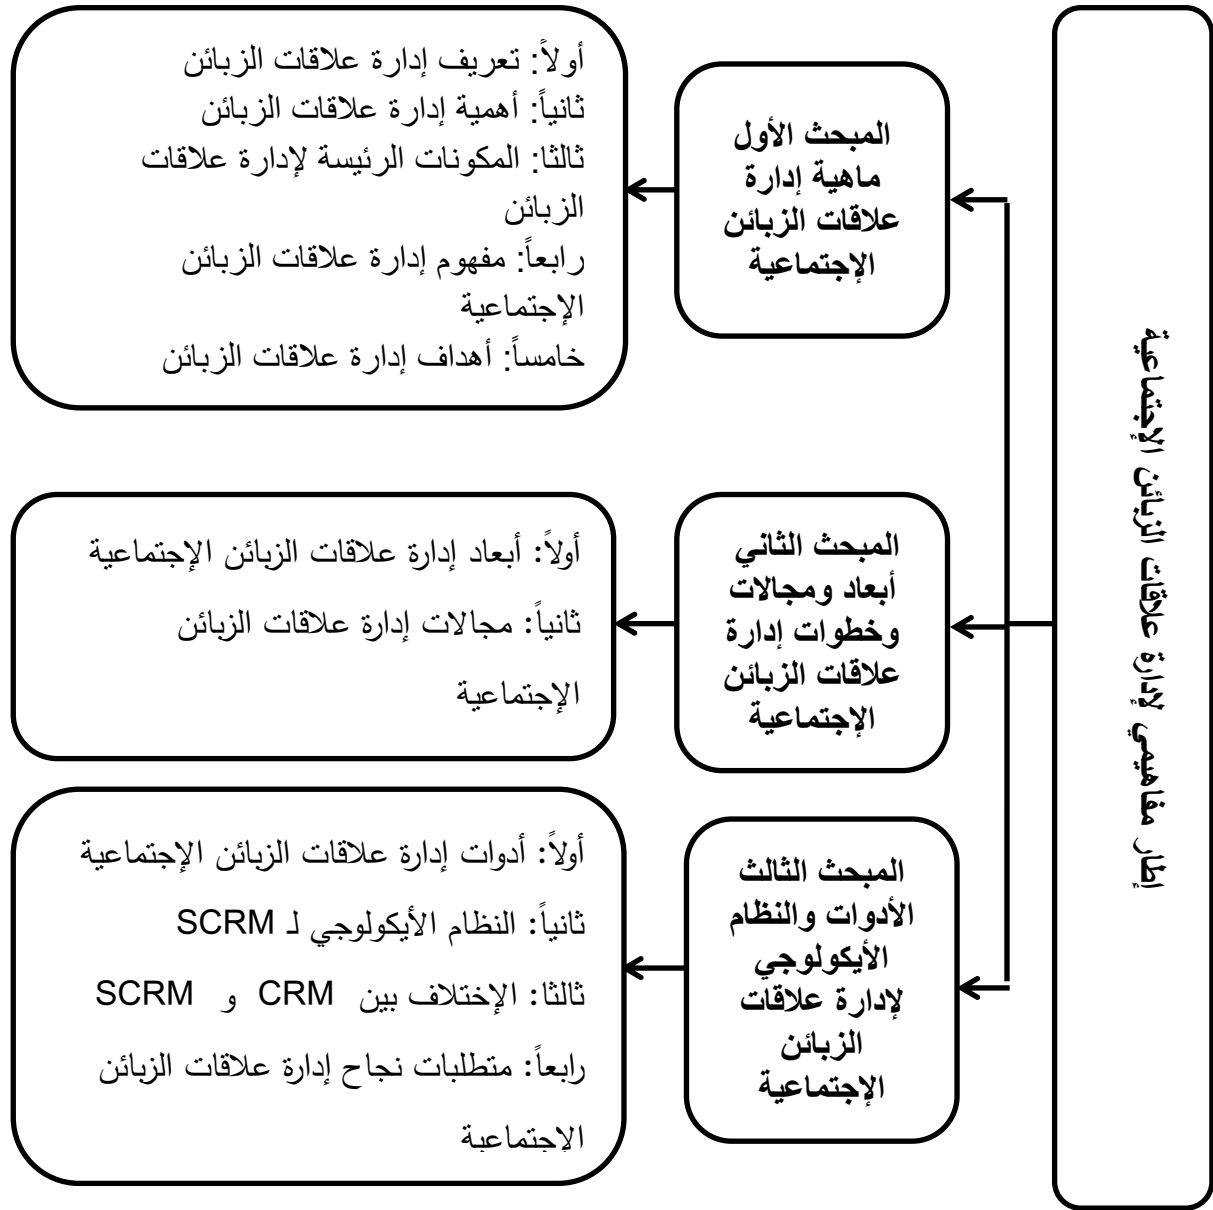 إطار مفاهيمي لإدارة علاقات الزبائن الإجتماعية
المبحث الأول
ماهية إدارة
علاقات الزبائن
الإجتماعية
أولاً: تعريف إدارة علاقات الزبائن
ثانياً: أهمية إدارة علاقات الزبائن
ثالثا: المكونات الرئيسة لإدارة علاقات
الزبائن
رابعاً: مفهوم إدارة علاقات الزبائن
الإجتماعية
خامساً: أهداف إدارة علاقات الزبائن
المبحث الثاني
أبعاد ومجالات
وخطوات إدارة
علاقات الزبائن
الإجتماعية
أولاً: أبعاد إدارة علاقات الزبائن الإجتماعية
ثانياً: مجالات إدارة علاقات الزبائن
الإجتماعية
المبحث الثالث
الأدوات والنظام
الأيكولوجي
لإدارة علاقات
الزبائن
الإجتماعية
أولاً: أدوات إدارة علاقات الزبائن الإجتماعية
ثانياً: النظام الأيكولوجي لـ SCRM
ثالثا: الإختلاف بين CRM و SCRM
رابعاً: متطلبات نجاح إدارة علاقات الزبائن
الإجتماعية